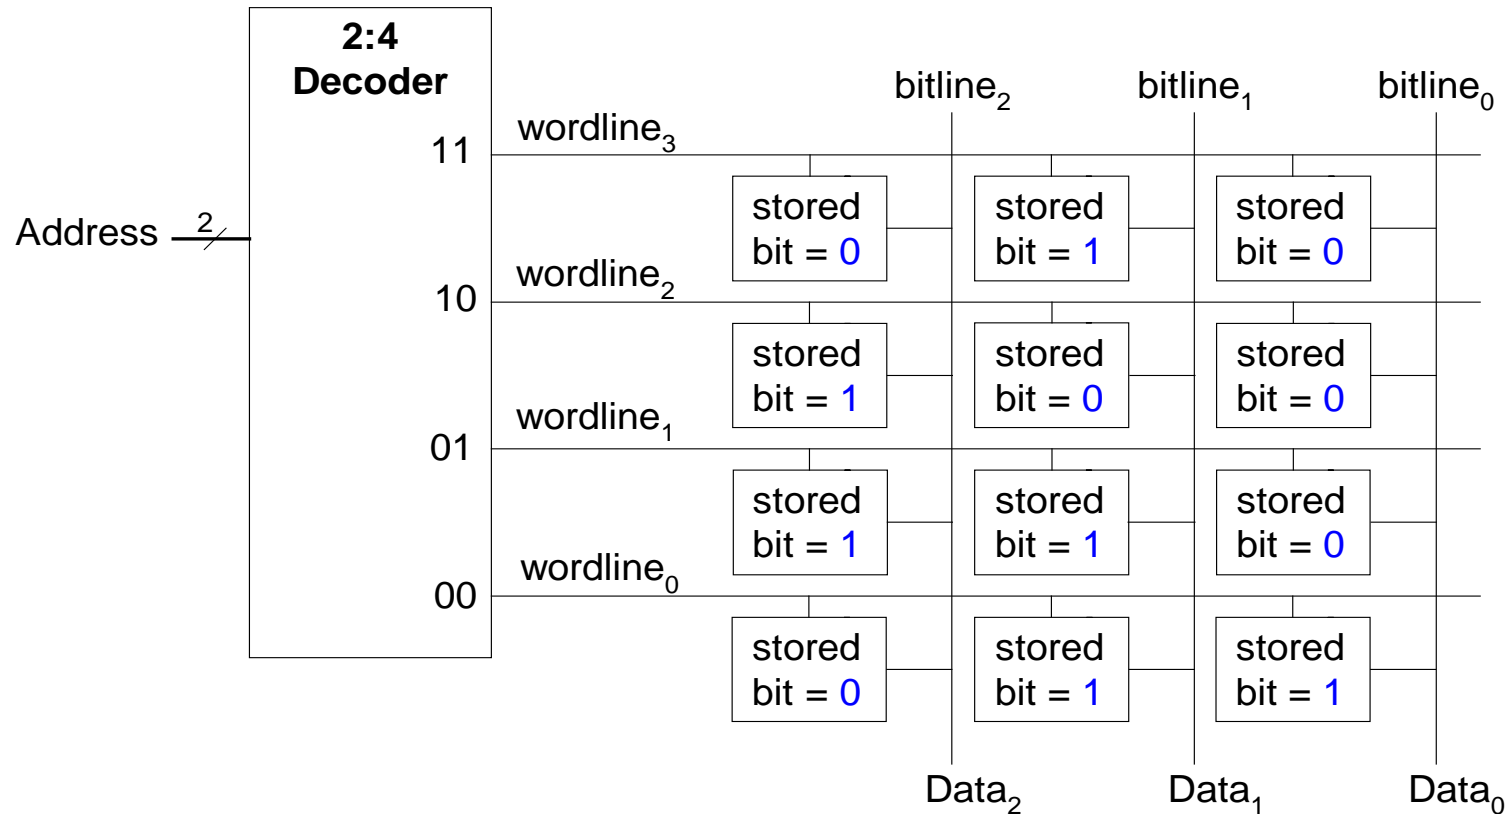 2:4
Decoder
bitline2 bitline1 bitline0
wordline3
11
stored stored stored
bit = 0 bit = 1 bit = 0
Address 2
wordline2
10
stored stored stored
bit = 1 bit = 0 bit = 0
wordline1
01
stored stored stored
bit = 1 bit = 1 bit = 0
wordline0
00
stored stored stored
bit = 0 bit = 1 bit = 1
Data2 Data1 Data0